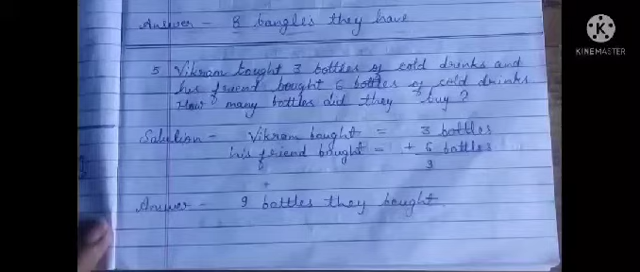 Answer - 8 bangles they have
5 Vikram bought 3 bottles of cold drinks and
his friend bought 6 bottles of cold drinks.
How many bottles did they buy?
Solution - Vikram bought = 3 bottles
his friend bought = + 6 bottles
9
Answer - 9 bottles they bought
KINEMASTER